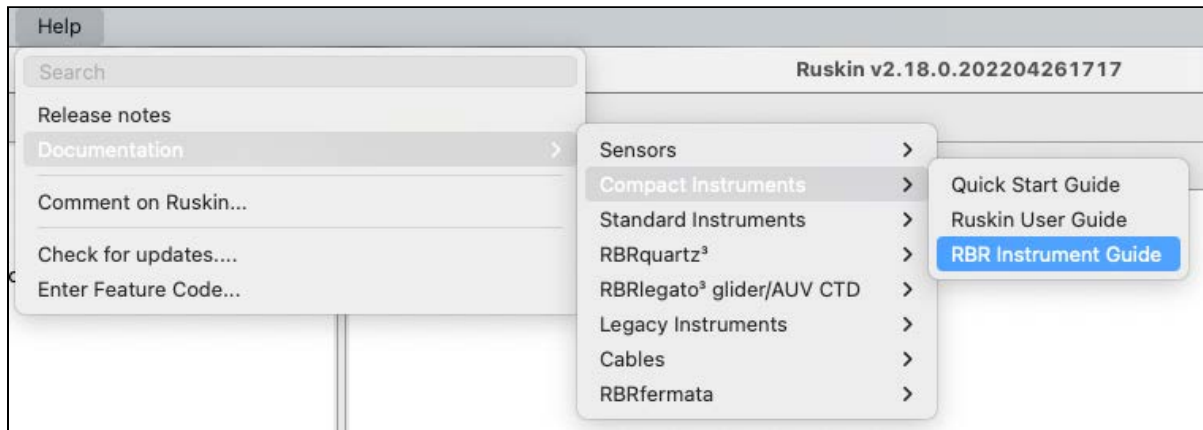 Help
Search
Ruskin v2.18.0.202204261717
Release notes
Documentation
Comment on Ruskin...
Check for updates....
Enter Feature Code...
Sensors
Compact Instruments
Standard Instruments
RBRquartz³
RBRlegato³ glider/AUV CTD
Legacy Instruments
Cables
RBRfermata
Quick Start Guide
Ruskin User Guide
RBR Instrument Guide